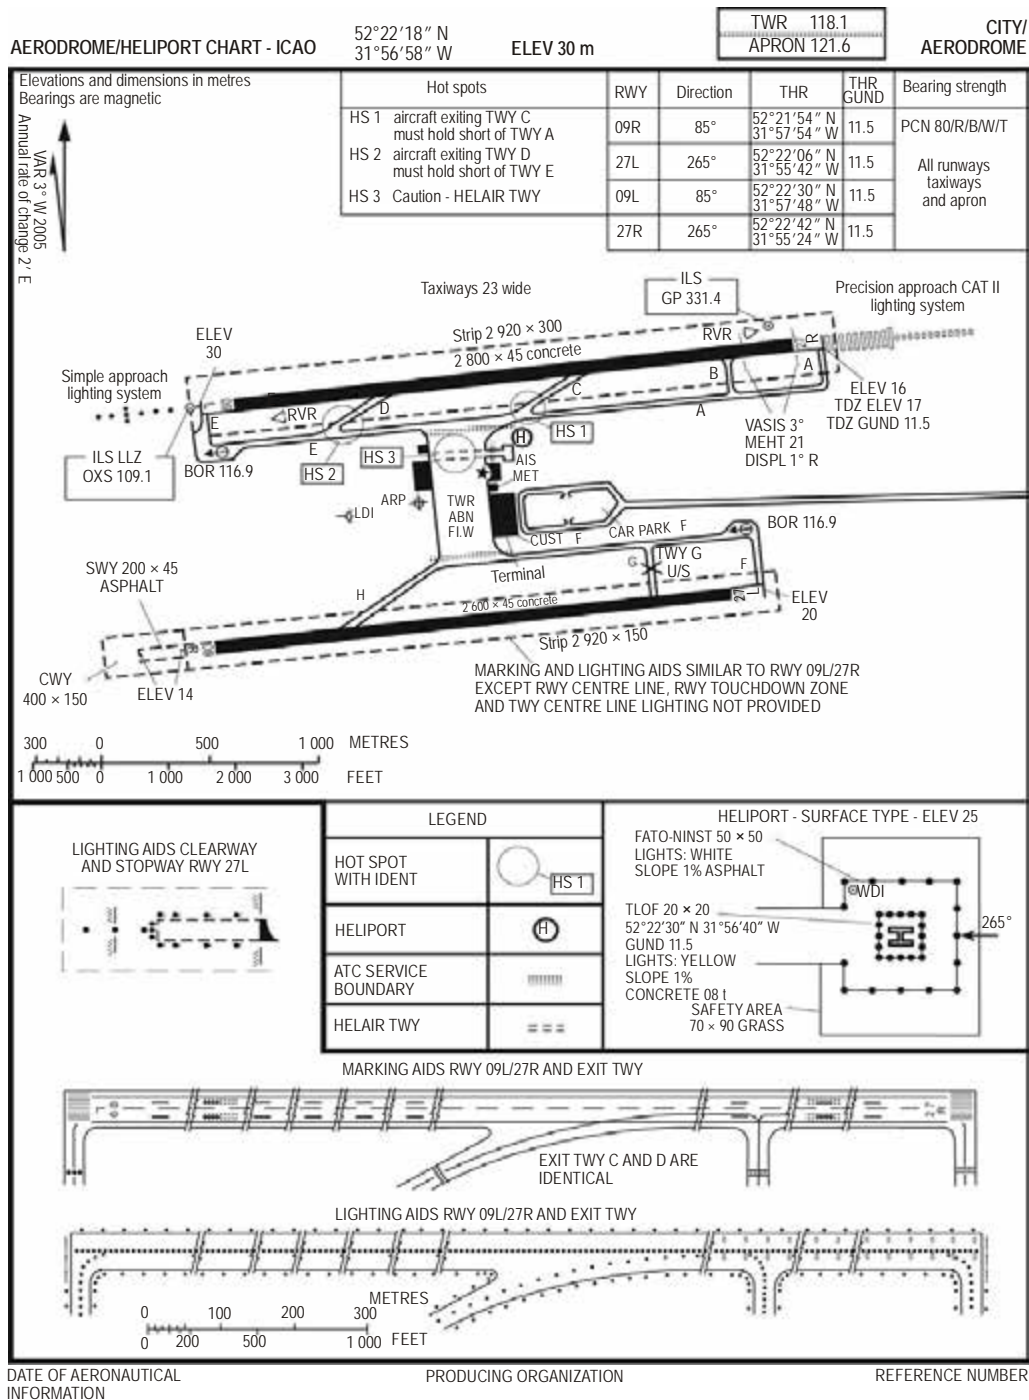 AERODROME/HELIPORT CHART - ICAO
52°22′18″ N
31°56′58″ W
ELEV 30 m
TWR 118.1
APRON 121.6
CITY/
AERODROME
Elevations and dimensions in metres
Bearings are magnetic
VAR 3° W 2005
Annual rate of change 2′ E
Hot spots
RWY
Direction
THR
THR
GUND
Bearing strength
HS 1 aircraft exiting TWY C
must hold short of TWY A
HS 2 aircraft exiting TWY D
must hold short of TWY E
HS 3 Caution - HELAIR TWY
09R 85° 52°21′54″ N
31°57′54″ W 11.5
27L 265° 52°22′06″ N
31°55′42″ W 11.5
09L 85° 52°22′30″ N
31°57′48″ W 11.5
27R 265° 52°22′42″ N
31°55′24″ W 11.5
PCN 80/R/B/W/T
All runways
taxiways
and apron
Taxiways 23 wide
ILS
GP 331.4
Precision approach CAT II
lighting system
ELEV
30
Strip 2 920 × 300
2 800 × 45 concrete
RVR
R
Simple approach
lighting system
RVR
E
D
C
B
A
A
E
ELEV 16
TDZ ELEV 17
TDZ GUND 11.5
VASIS 3°
MEHT 21
DISPL 1° R
ILS LLZ
OXS 109.1
BOR 116.9
HS 2
HS 3
HS 1
H
AIS
MET
ARP
LDI
TWR
ABN
FI.W
CUST
F
CAR PARK
F
BOR 116.9
Terminal
G
TWY G
U/S
F
SWY 200 × 45
ASPHALT
H
2 600 × 45 concrete
27
L
ELEV
20
Strip 2 920 × 150
CWY
400 × 150
ELEV 14
MARKING AND LIGHTING AIDS SIMILAR TO RWY 09L/27R
EXCEPT RWY CENTRE LINE, RWY TOUCHDOWN ZONE
AND TWY CENTRE LINE LIGHTING NOT PROVIDED
300 0 500 1 000 METRES
1 000 500 0 1 000 2 000 3 000 FEET
LIGHTING AIDS CLEARWAY
AND STOPWAY RWY 27L
LEGEND
HOT SPOT
WITH IDENT
HS 1
HELIPORT
H
ATC SERVICE
BOUNDARY
HELAIR TWY
HELIPORT - SURFACE TYPE - ELEV 25
FATO-NINST 50 × 50
LIGHTS: WHITE
SLOPE 1% ASPHALT
WDI
TLOF 20 × 20
52°22′30″ N 31°56′40″ W
GUND 11.5
LIGHTS: YELLOW
SLOPE 1%
CONCRETE 08 t
H
265°
SAFETY AREA
70 × 90 GRASS
MARKING AIDS RWY 09L/27R AND EXIT TWY
09
L
27
R
EXIT TWY C AND D ARE
IDENTICAL
LIGHTING AIDS RWY 09L/27R AND EXIT TWY
METRES
0 100 200 300
0 200 500 1 000 FEET
DATE OF AERONAUTICAL
INFORMATION
PRODUCING ORGANIZATION
REFERENCE NUMBER